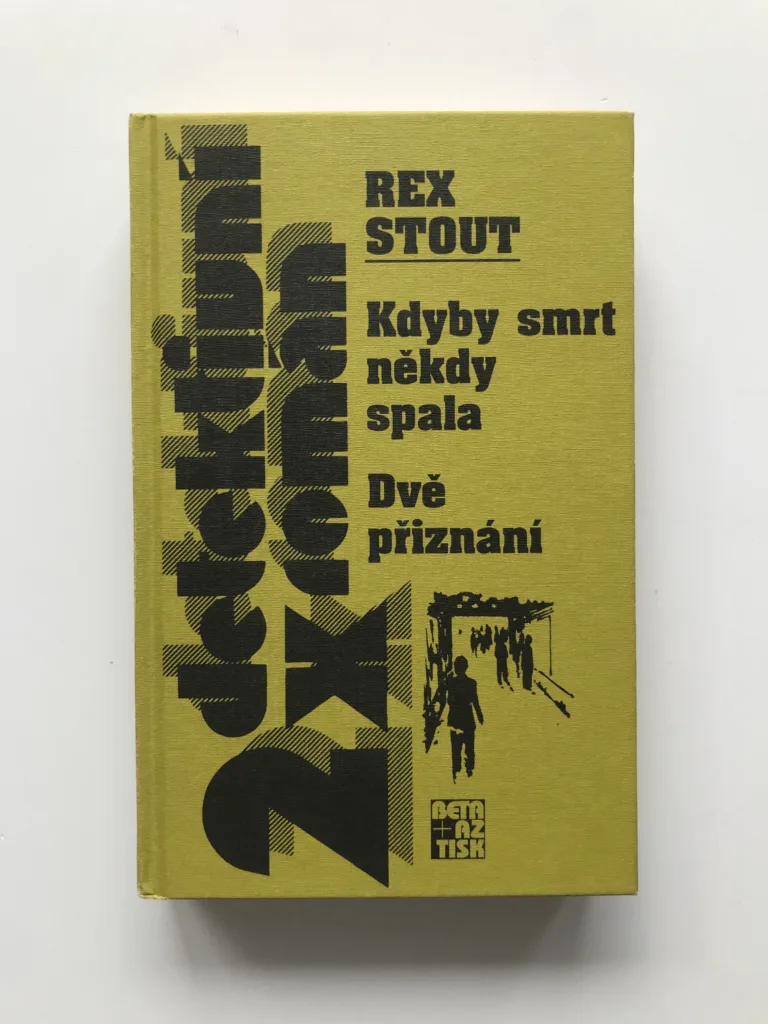 2x detektivní
román
REX
STOUT
Kdyby smrt
někdy
spala
Dvě
přiznání
BETA
+AZ
TISK